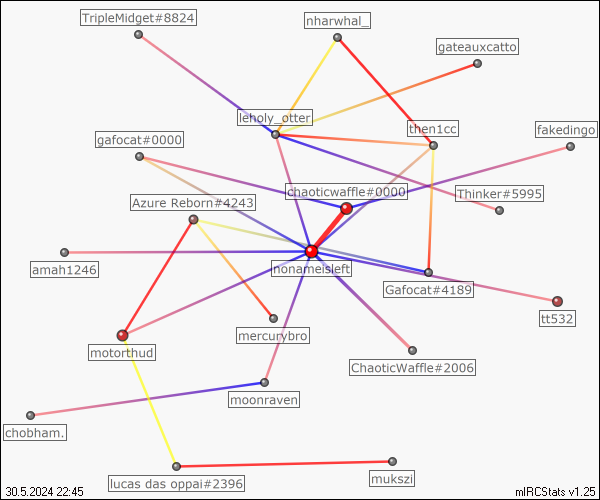 TripleMidget#8824
nharwhal_
gateauxcatto
leholy_otter
then1cc
fakedingo
gafocat#0000
chaoticwaffle#0000
Thinker#5995
Azure Reborn#4243
nonameisleft
amah1246
Gafocat#4189
tt532
mercurybro
motorthud
ChaoticWaffle#2006
moonraven
chobham.
lucas das oppai#2396
mukszi
30.5.2024 22:45
mIRCStats v1.25